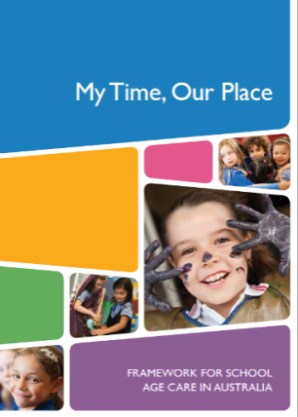 My Time, Our Place
FRAMEWORK FOR SCHOOL
AGE CARE IN AUSTRALIA